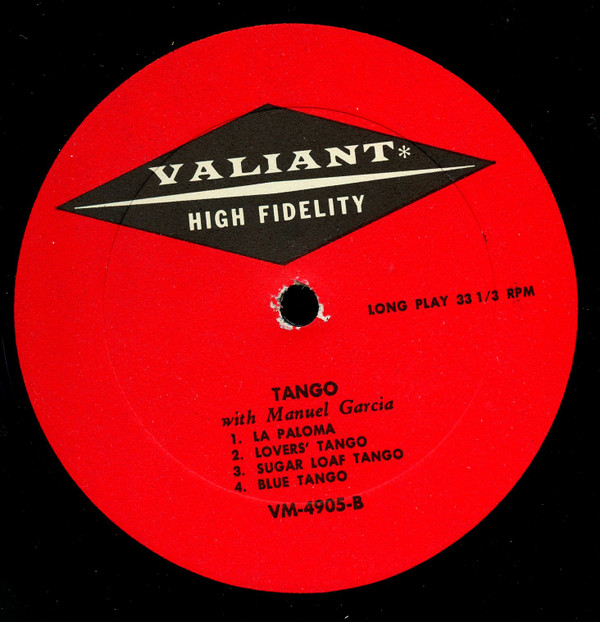 VALIANT*
HIGH FIDELITY
LONG PLAY 33 1/3 RPM
TANGO
with Manuel Garcia
1. LA PALOMA
2. LOVERS' TANGO
3. SUGAR LOAF TANGO
4. BLUE TANGO
VM-4905-B